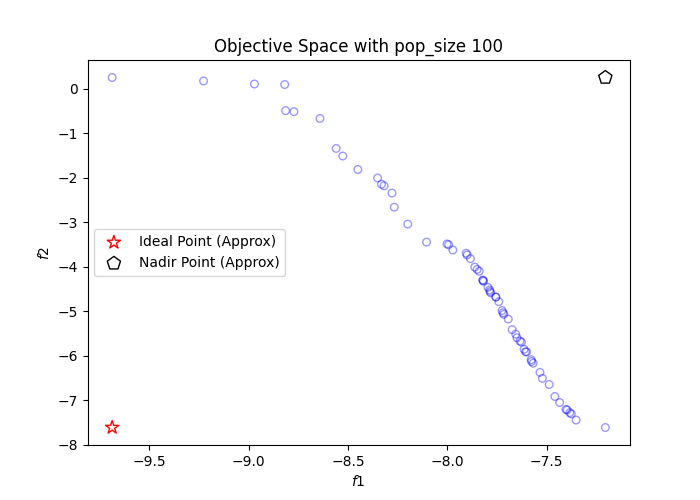 Objective Space with pop_size 100
0
−1
−2
−3
−4
−5
−6
−7
−8
f2
Ideal Point (Approx)
Nadir Point (Approx)
−9.5
−9.0
−8.5
−8.0
−7.5
f1